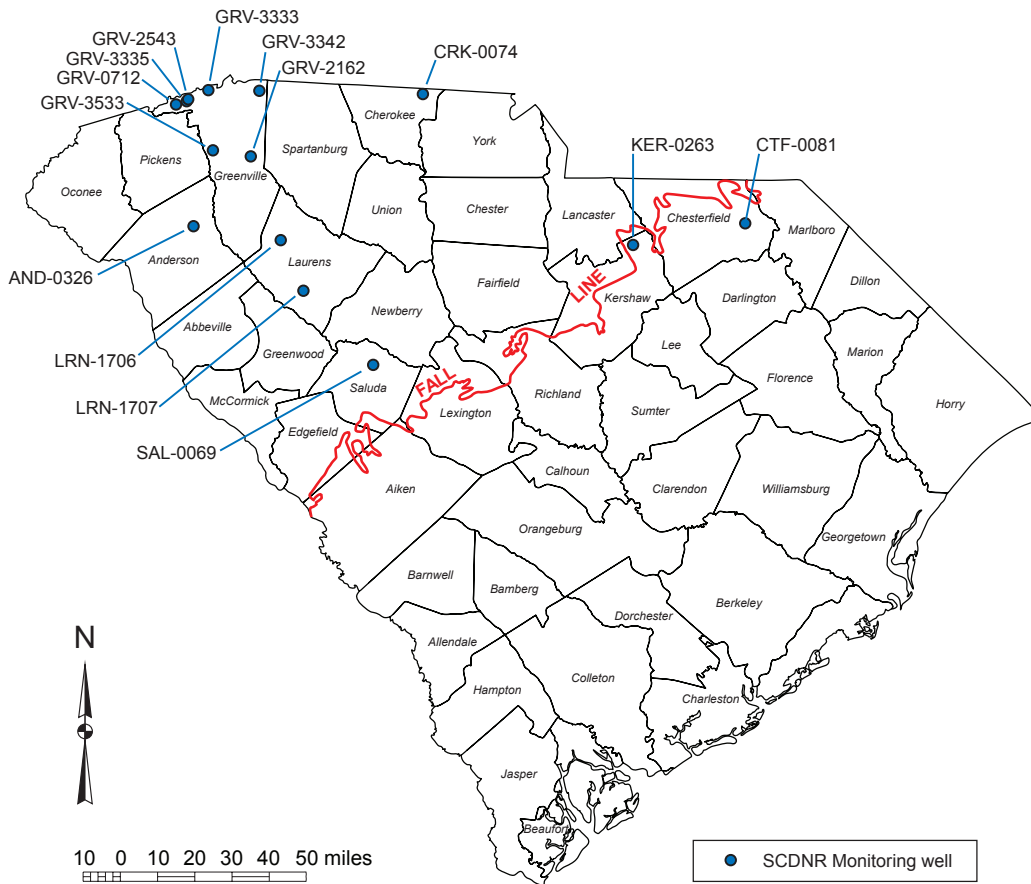 GRV-3333
GRV-2543
GRV-3342
GRV-3335
CRK-0074
GRV-0712
GRV-2162
GRV-3533
Cherokee
York
KER-0263
CTF-0081
Spartanburg
Pickens
Greenville
Oconee
Union
Chester
Lancaster
Chesterfield
Marlboro
Anderson
AND-0326
Laurens
Fairfield
LINE
Kershaw
Darlington
Dillon
Abbeville
Newberry
Greenwood
Lee
Marion
LRN-1706
Saluda
FALL
Florence
McCormick
Lexington
Richland
Horry
LRN-1707
Sumter
Edgefield
SAL-0069
Calhoun
Aiken
Clarendon
Williamsburg
Orangeburg
Georgetown
Barnwell
Bamberg
Berkeley
Dorchester
N
Allendale
Colleton
Hampton
Charleston
Jasper
Beaufort
10 0 10 20 30 40 50 miles
SCDNR Monitoring well